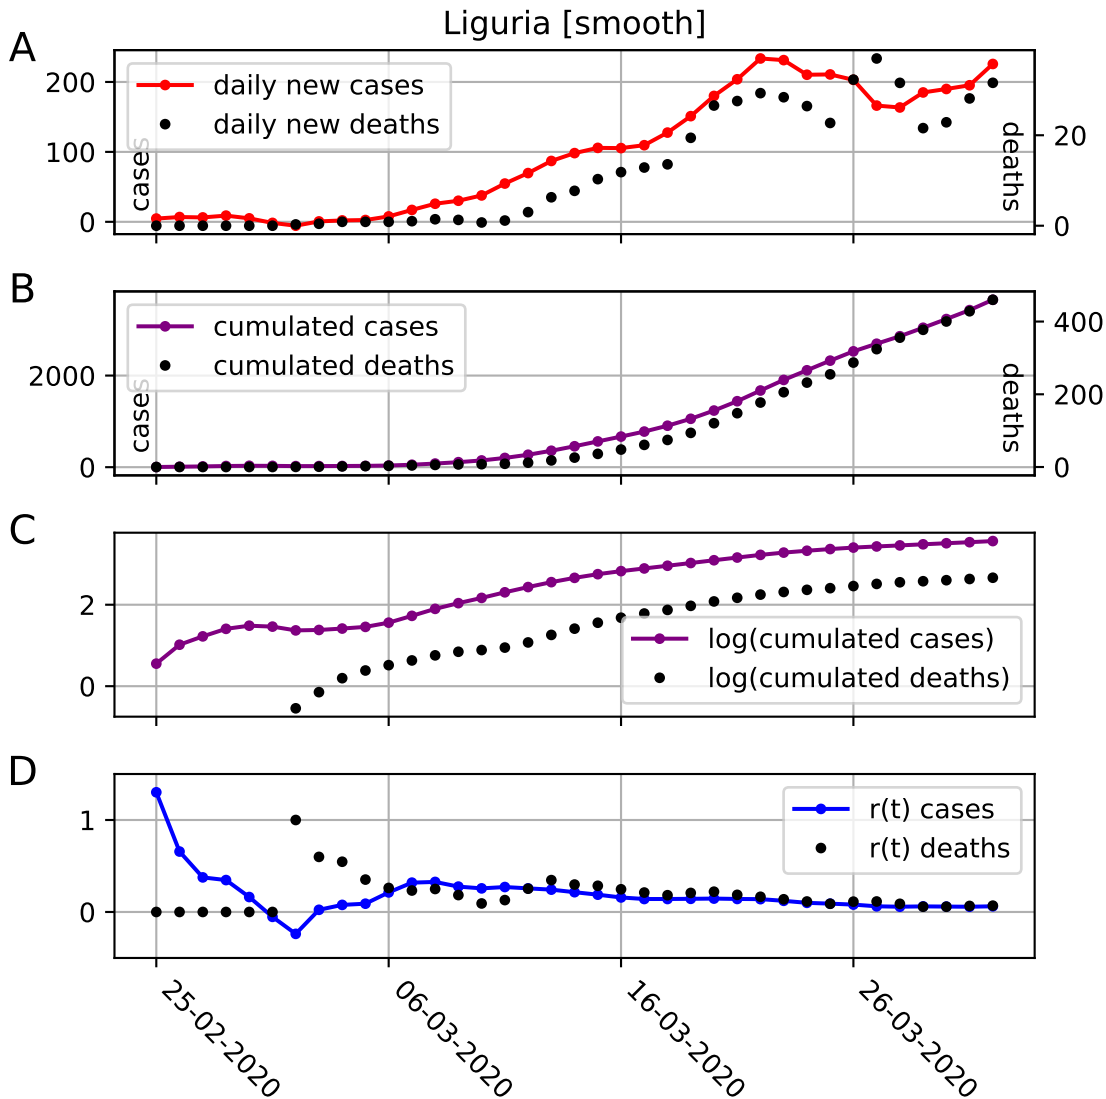 Liguria [smooth]
A
200
100
0
cases
daily new cases
daily new deaths
deaths
20
0
B
2000
0
cases
cumulated cases
cumulated deaths
deaths
400
200
0
C
2
0
log(cumulated cases)
log(cumulated deaths)
D
1
0
r(t) cases
r(t) deaths
25-02-2020
06-03-2020
16-03-2020
26-03-2020